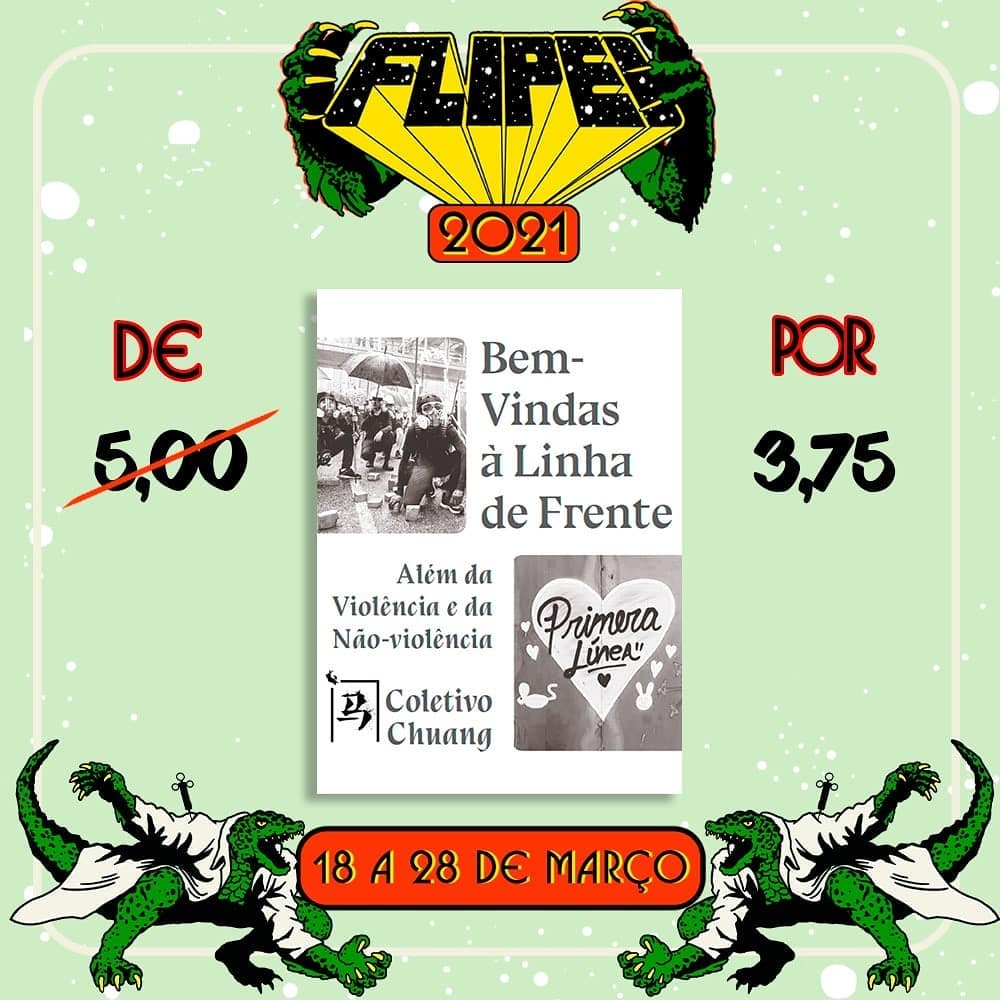 FLIPEI
2021
DE
5,00
POR
3,75
Bem-
Vindas
à Linha
de Frente
Além da
Violência e da
Não-violência
Coletivo
Chuang
Primera
Línea"
18 A 28 DE MARÇO